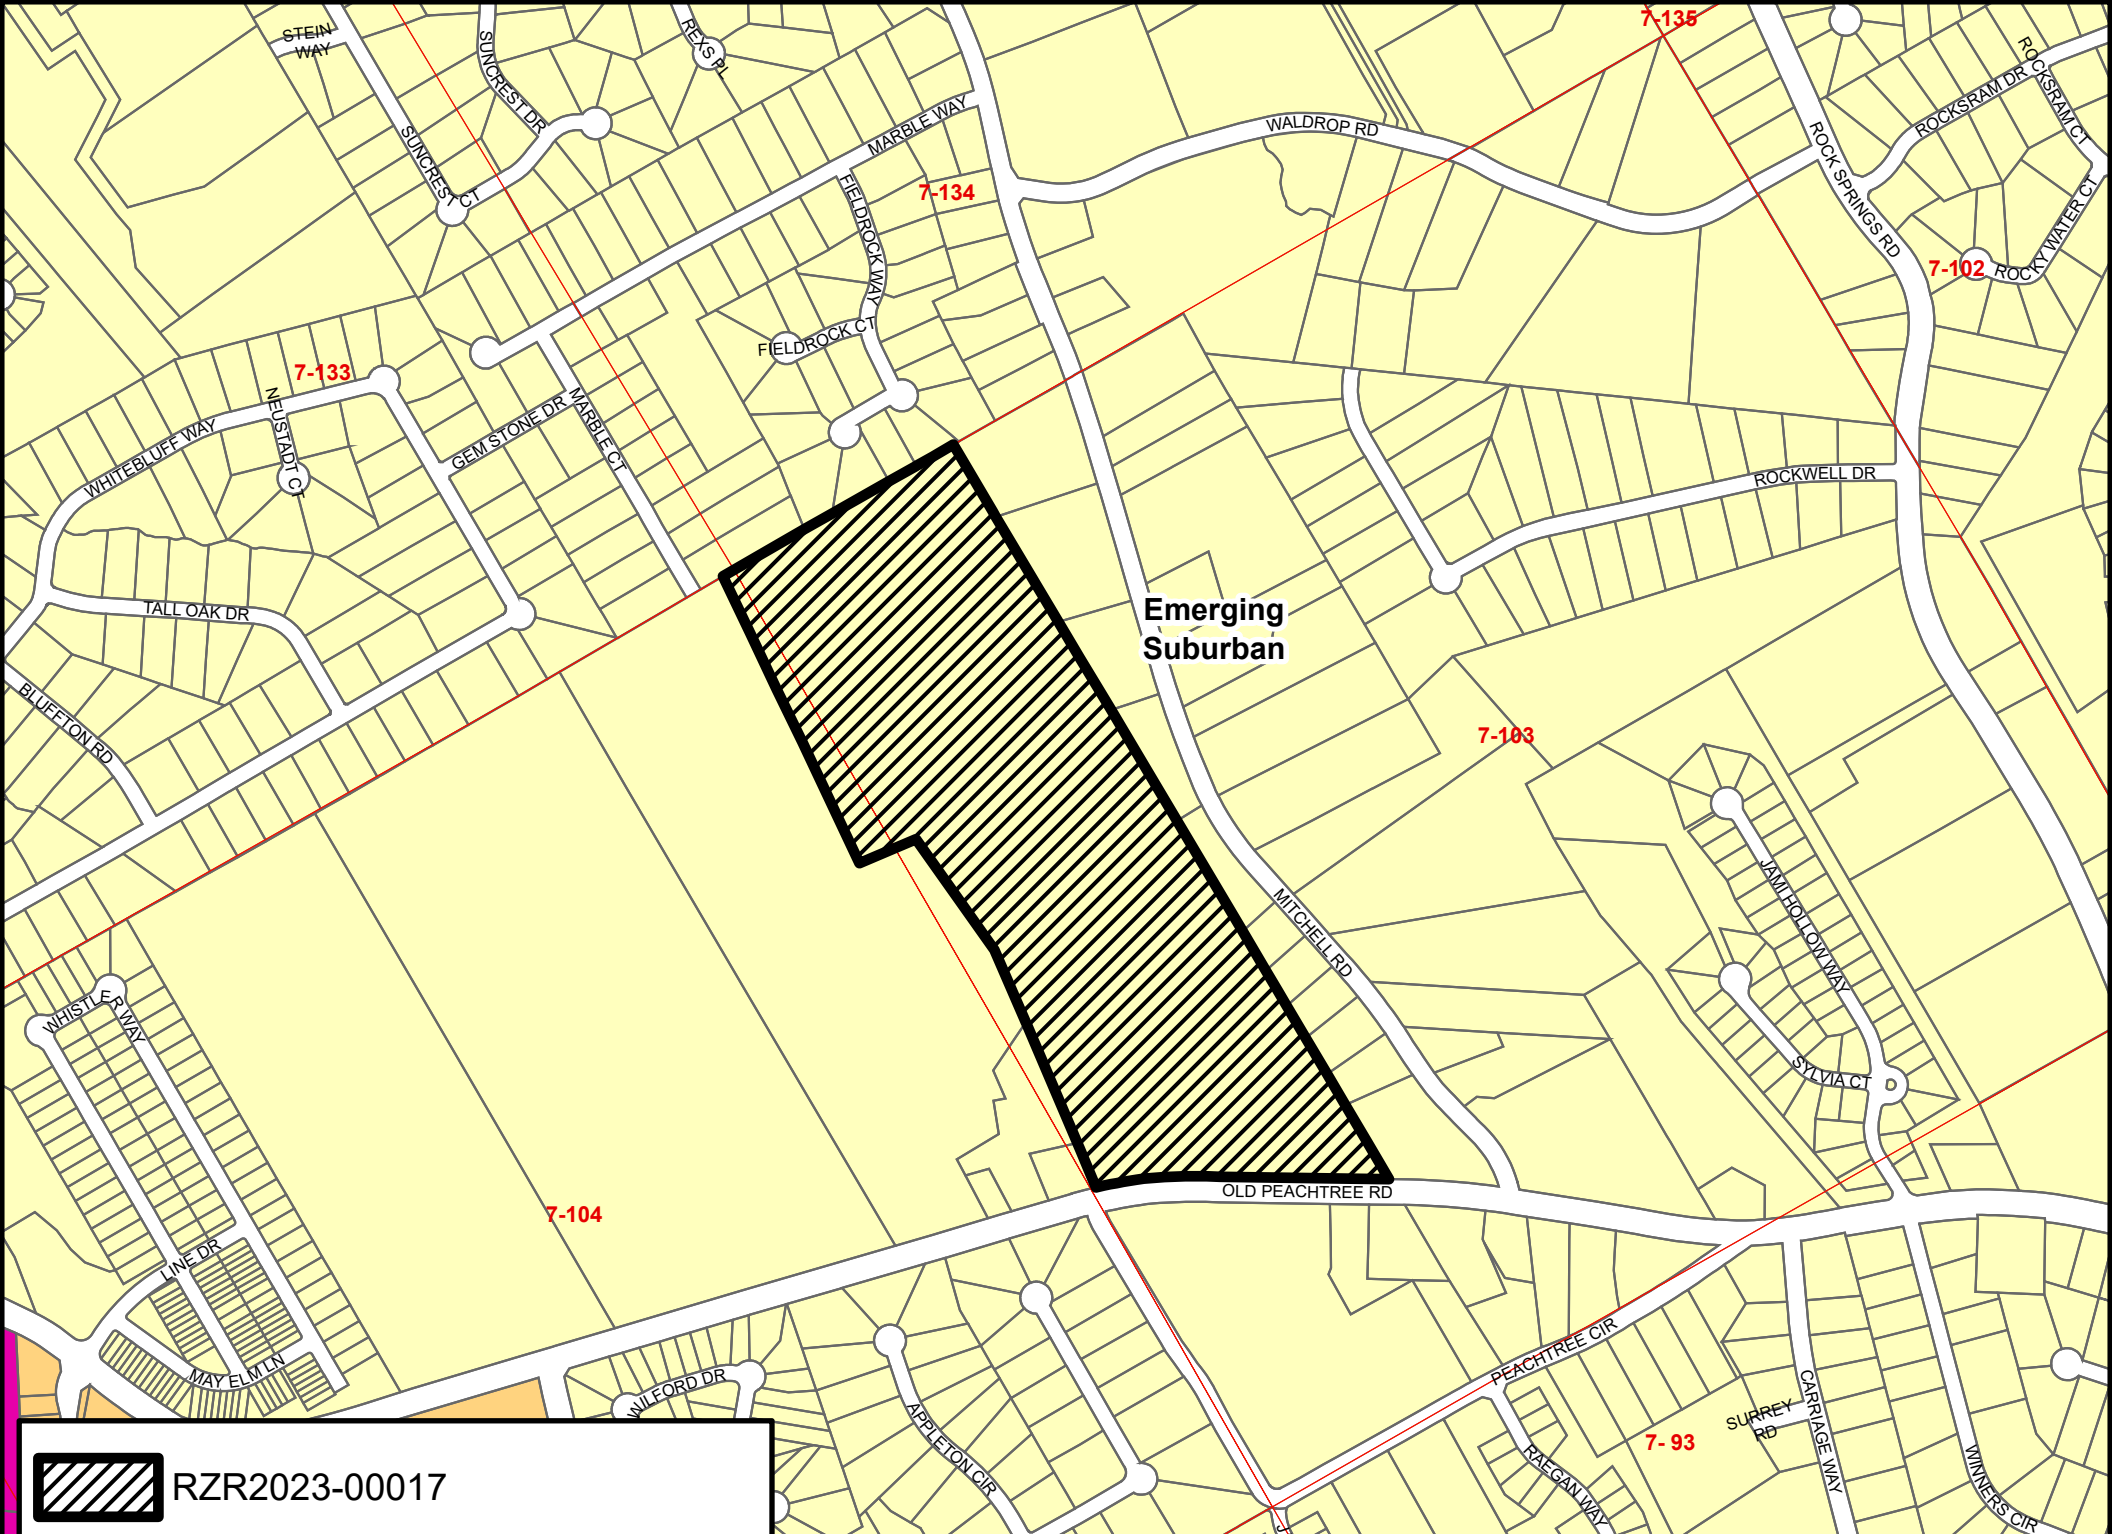 7-135
STEIN
WAY
SUNCREST DR
REXS PL
ROCKSRAM DR
ROCKSRAM CT
MARBLE WAY
WALDROP RD
SUNCREST CT
ROCK SPRINGS RD
7-134
FIELDROCK WAY
ROCKY WATER CT
7-102
FIELDROCK CT
7-133
NEUSTADT CT
WHITEBLUFF WAY
GEM STONE DR
MARBLE CT
ROCKWELL DR
TALL OAK DR
Emerging
Suburban
BLUFFTON RD
7-103
JAMI HOLLOW WAY
MITCHELL RD
WHISTLER WAY
SYLVIA CT
OLD PEACHTREE RD
7-104
LINE DR
MAY ELM LN
WILFORD DR
APPLETON CIR
PEACHTREE CIR
CARRIAGE WAY
SURREY
RD
7- 93
RAEGAN WAY
WINNERS CIR
RZR2023-00017